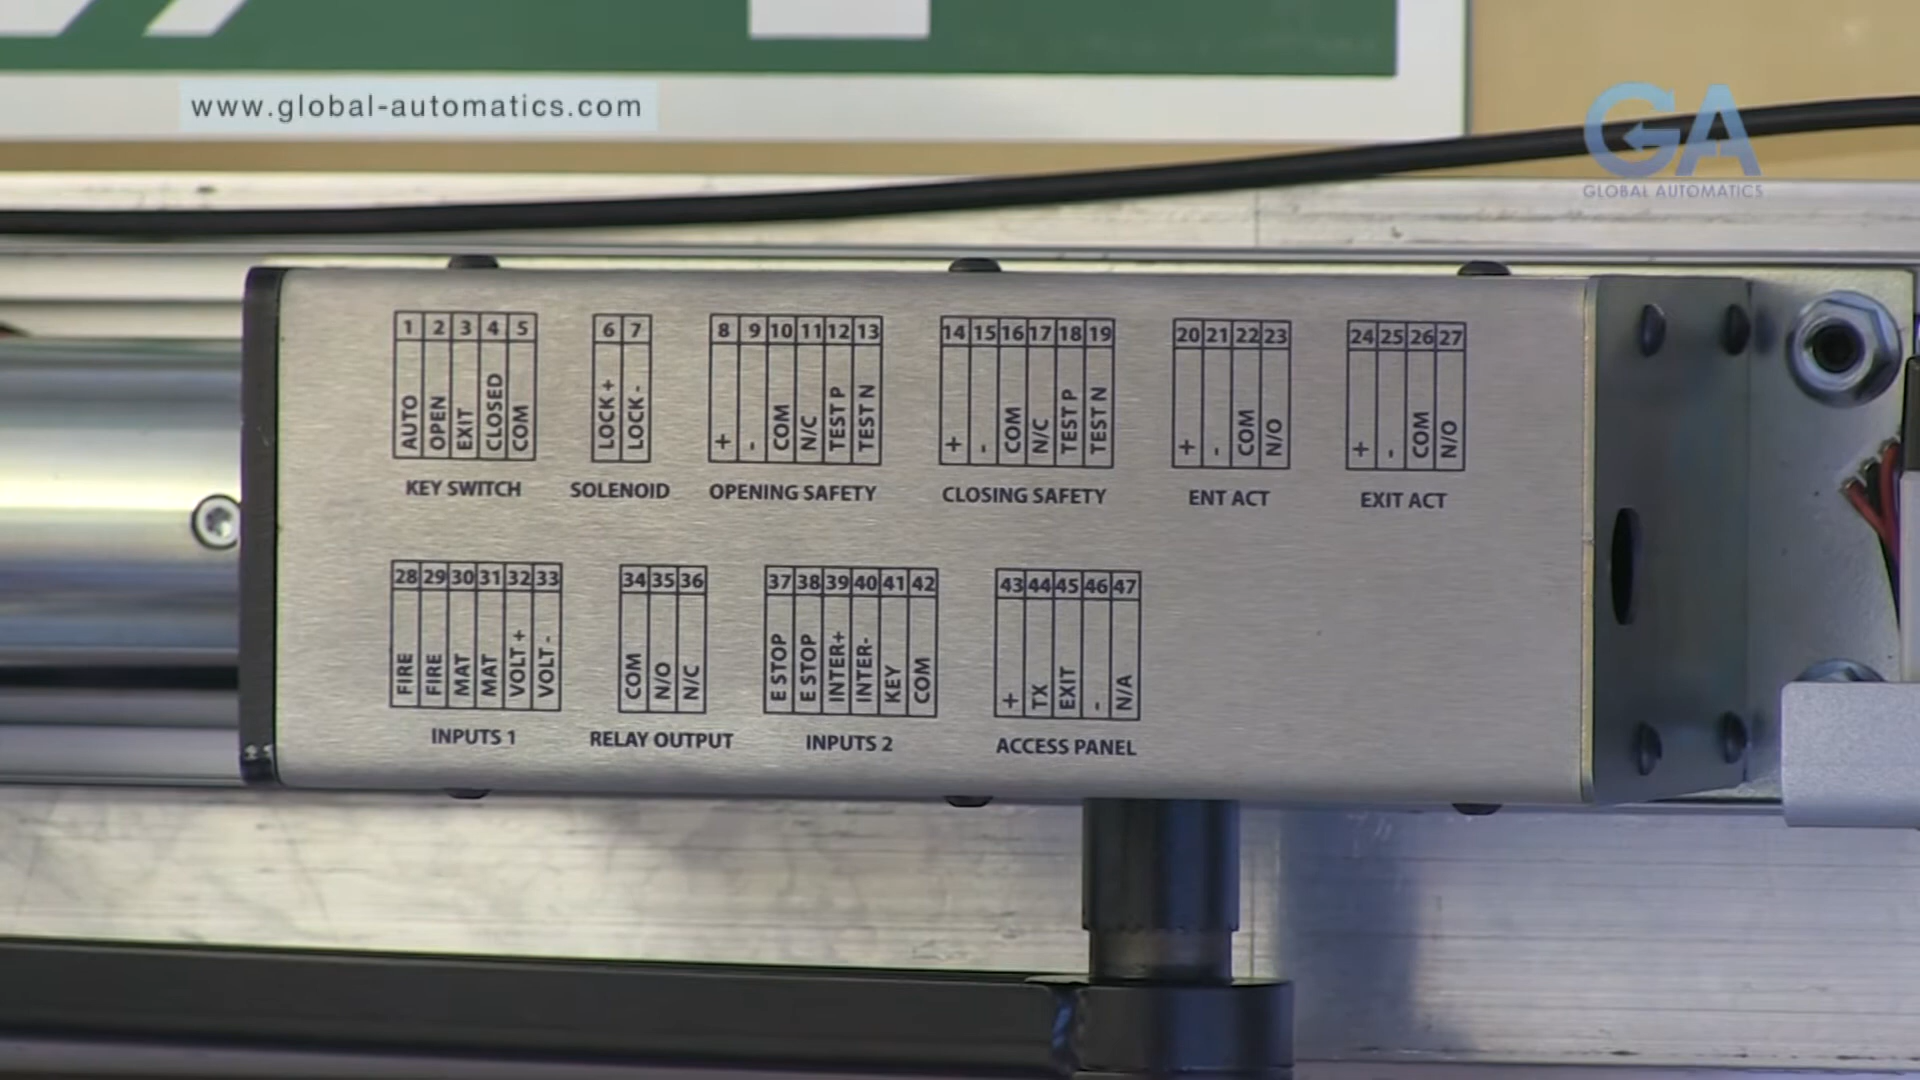 www.global-automatics.com
GA
GLOBAL AUTOMATICS
1 2 3 4 5
AUTO OPEN EXIT CLOSED COM
KEY SWITCH
6 7
LOCK + LOCK -
SOLENOID
8 9 10 11 12 13
+ - COM N/C TEST P TEST N
OPENING SAFETY
14 15 16 17 18 19
+ - COM N/C TEST P TEST N
CLOSING SAFETY
20 21 22 23
+ - COM N/O
ENT ACT
24 25 26 27
+ - COM N/O
EXIT ACT
28 29 30 31 32 33
FIRE FIRE MAT MAT VOLT + VOLT -
INPUTS 1
34 35 36
COM N/O N/C
RELAY OUTPUT
37 38 39 40 41 42
E STOP E STOP INTER+ INTER- KEY COM
INPUTS 2
43 44 45 46 47
+ TX EXIT - N/A
ACCESS PANEL